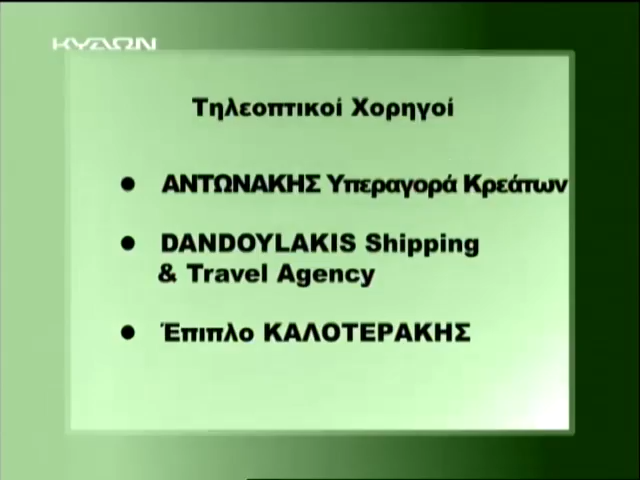 ΚΥΔΩΝ
Τηλεοπτικοί Χορηγοί
• ΑΝΤΩΝΑΚΗΣ Υπεραγορά Κρεάτων
• DANDOYLAKIS Shipping
& Travel Agency
• Έπιπλο ΚΑΛΟΤΕΡΑΚΗΣ